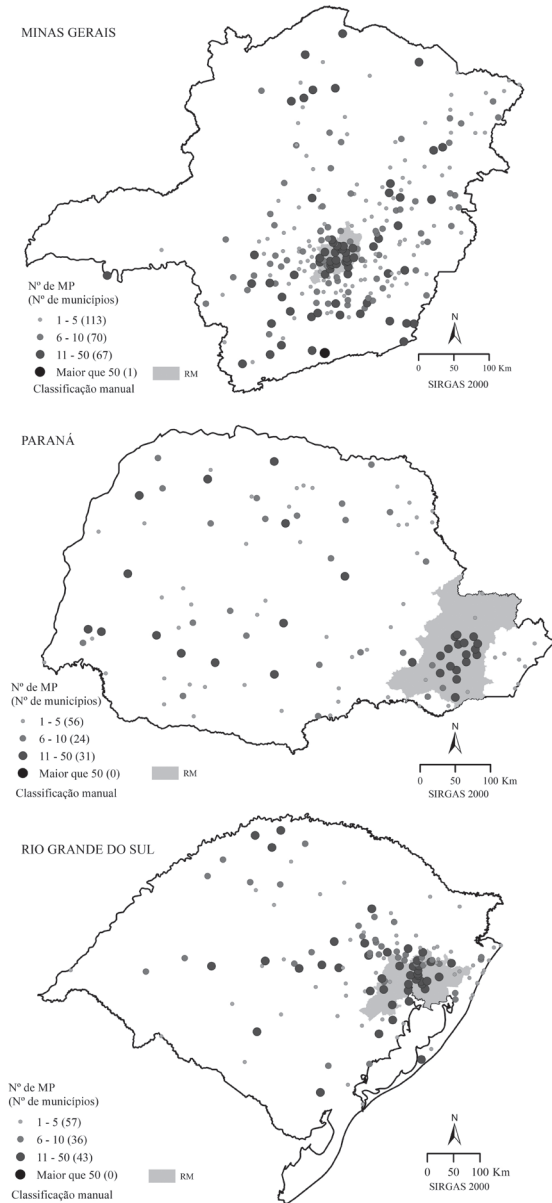 MINAS GERAIS
Nº de MP
(Nº de municípios)
1 - 5 (113)
6 - 10 (70)
11 - 50 (67)
Maior que 50 (1)
Classificação manual
RM
N
0 50 100 Km
SIRGAS 2000
PARANÁ
Nº de MP
(Nº de municípios)
1 - 5 (56)
6 - 10 (24)
11 - 50 (31)
Maior que 50 (0)
Classificação manual
RM
N
0 50 100 Km
SIRGAS 2000
RIO GRANDE DO SUL
Nº de MP
(Nº de municípios)
1 - 5 (57)
6 - 10 (36)
11 - 50 (43)
Maior que 50 (0)
Classificação manual
RM
N
0 50 100 Km
SIRGAS 2000